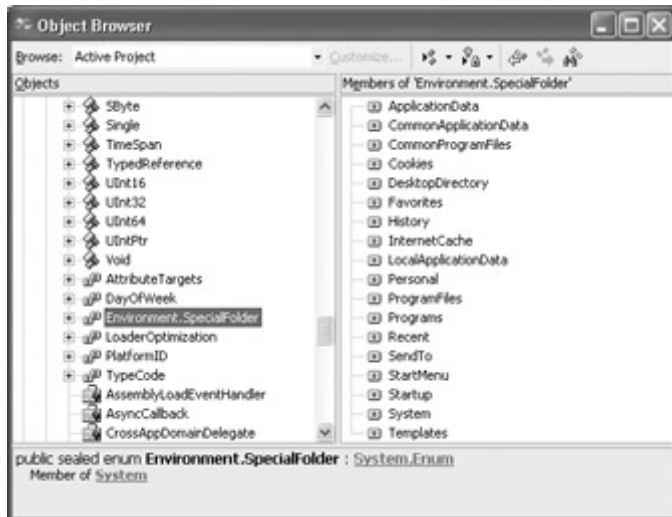 Object Browser
Browse: Active Project Customize...
Objects
SByte
Single
TimeSpan
TypedReference
UInt16
UInt32
UInt64
UIntPtr
Void
AttributeTargets
DayOfWeek
Environment.SpecialFolder
LoaderOptimization
PlatformID
TypeCode
AssemblyLoadEventHandler
AsyncCallback
CrossAppDomainDelegate
Members of 'Environment.SpecialFolder'
ApplicationData
CommonApplicationData
CommonProgramFiles
Cookies
DesktopDirectory
Favorites
History
InternetCache
LocalApplicationData
Personal
ProgramFiles
Programs
Recent
SendTo
StartMenu
Startup
System
Templates
public sealed enum Environment.SpecialFolder : System.Enum
Member of System